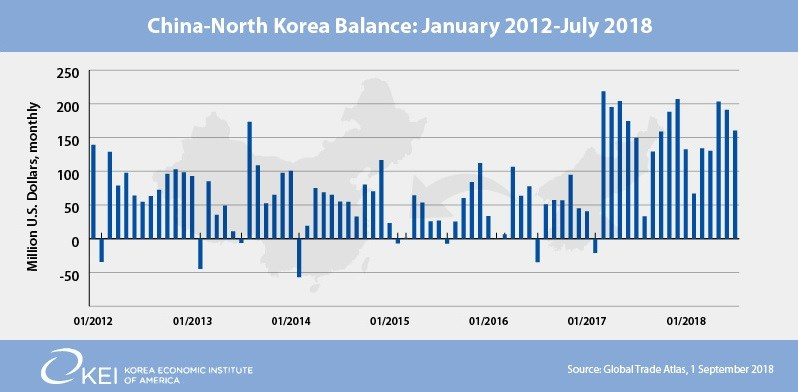 China-North Korea Balance: January 2012-July 2018
Million U.S. Dollars, monthly
250
200
150
100
50
0
-50
01/2012 01/2013 01/2014 01/2015 01/2016 01/2017 01/2018
KEI KOREA ECONOMIC INSTITUTE
OF AMERICA
Source: Global Trade Atlas, 1 September 2018